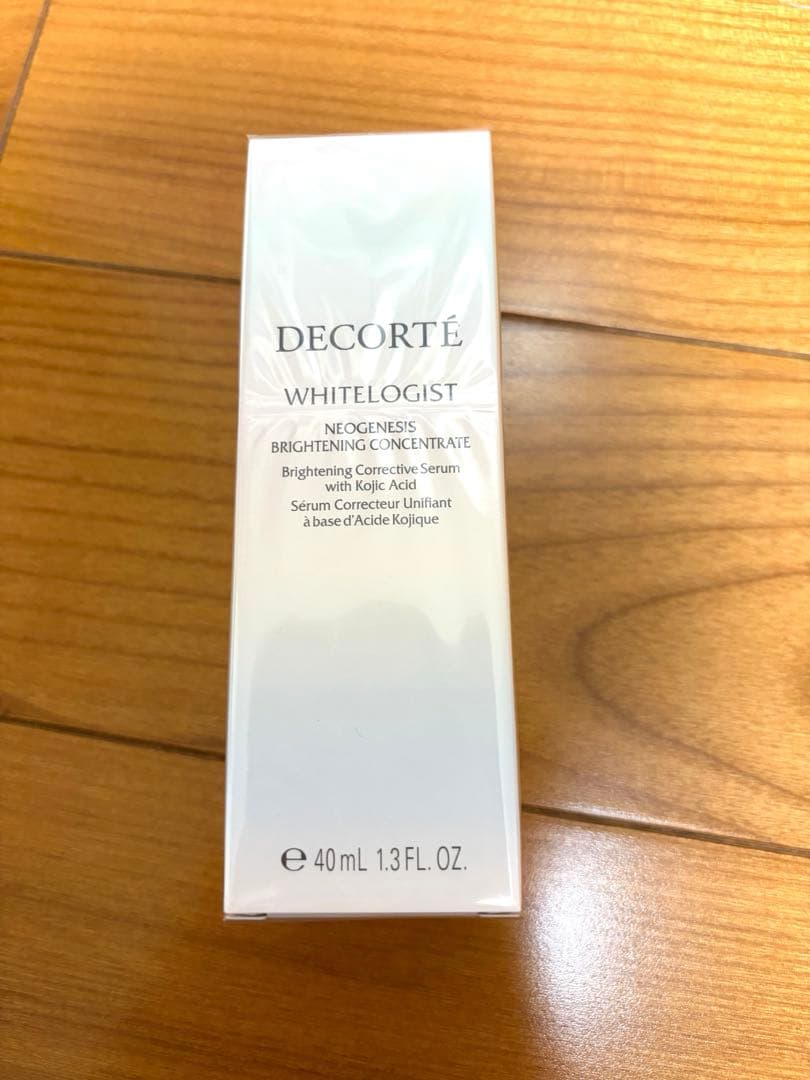 DECORTÉ
WHITELOGIST
NEOGENESIS
BRIGHTENING CONCENTRATE
Brightening Corrective Serum
with Kojic Acid
Sérum Correcteur Unifiant
à base d'Acide Kojique
℮ 40 mL 1.3 FL. OZ.